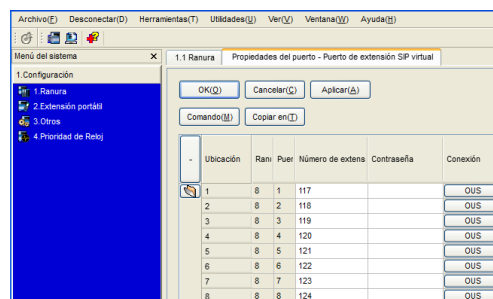 Archivo(F) Desconectar(D) Herramientas(T) Utilidades(U) Ver(V) Ventana(W) Ayuda(H)
Menú del sistema X
1.Configuración
1.Ranura
2.Extensión portátil
3.Otros
4.Prioridad de Reloj
1.1 Ranura Propiedades del puerto - Puerto de extensión SIP virtual
OK(O) Cancelar(C) Aplicar(A)
Comando(M) Copiar en(T)
- Ubicación Ran Puer Número de extens Contraseña Conexión
1 8 1 117 OUS
2 8 2 118 OUS
3 8 3 119 OUS
4 8 4 120 OUS
5 8 5 121 OUS
6 8 6 122 OUS
7 8 7 123 OUS
8 8 8 124 OUS